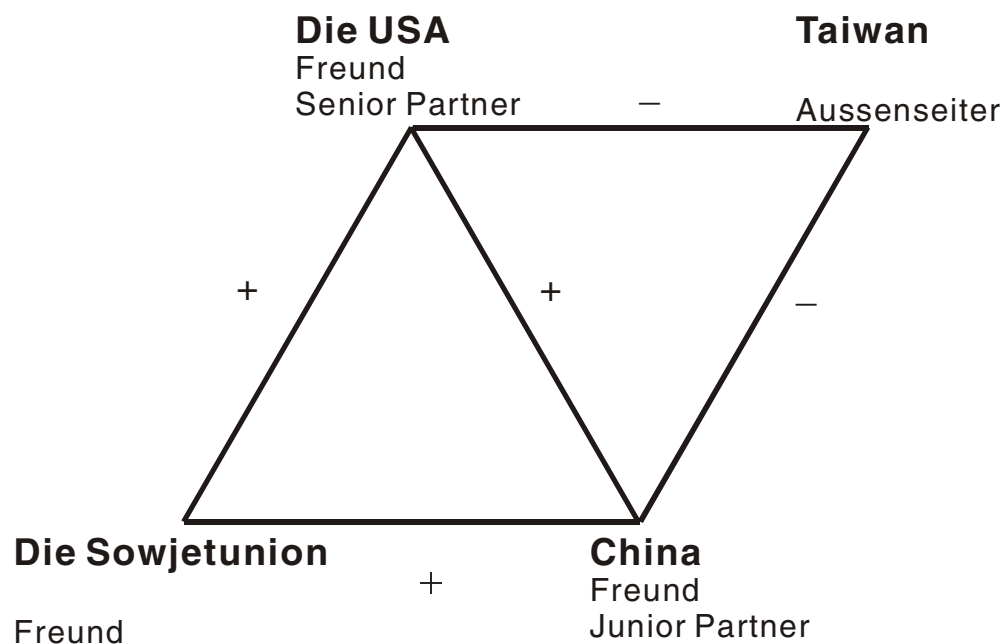 Die USA
Freund
Senior Partner
Taiwan
Aussenseiter
–
+
+
–
Die Sowjetunion
Freund
+
China
Freund
Junior Partner